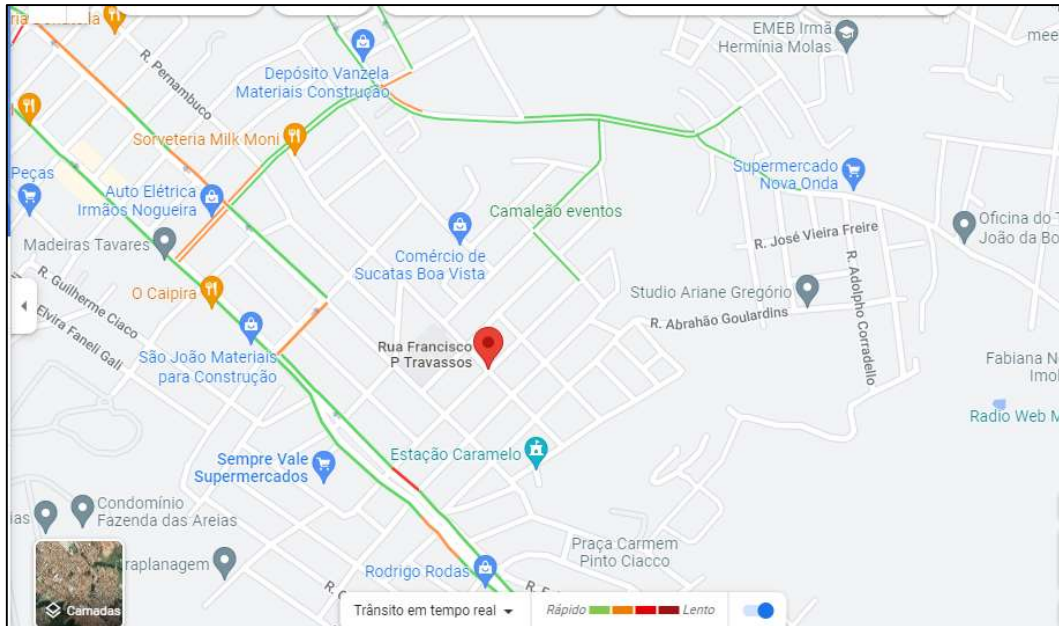 EMEB Irmã
Hermínia Molas
R. Pernambuco
Depósito Vanzela
Materiais Construção
Sorveteria Milk Moni
Peças
Supermercado
Nova Onda
Auto Elétrica
Irmãos Nogueira
Camaleão eventos
Oficina do
João da Bo
Madeiras Tavares
Comércio de
Sucatas Boa Vista
R. José Vieira Freire
R. Adolpho Corradello
R. Guilherme Ciaco
Elvira Faneli Gali
O Caipira
Studio Ariane Gregório
R. Abrahão Goulardins
Rua Francisco
P Travassos
São João Materiais
para Construção
Fabiana
Radio Web M
Estação Caramelo
Sempre Vale
Supermercados
Condomínio
Fazenda das Areias
raplanagem
Praça Carmem
Pinto Ciacco
Rodrigo Rodas
Camadas
Trânsito em tempo real
Rápido
Lento